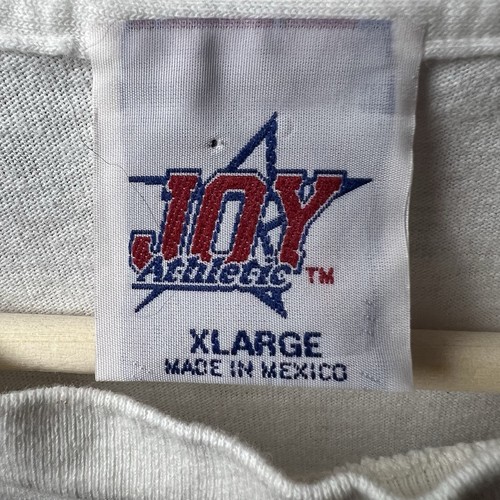 JOY
Athletic TM
XLARGE
MADE IN MEXICO